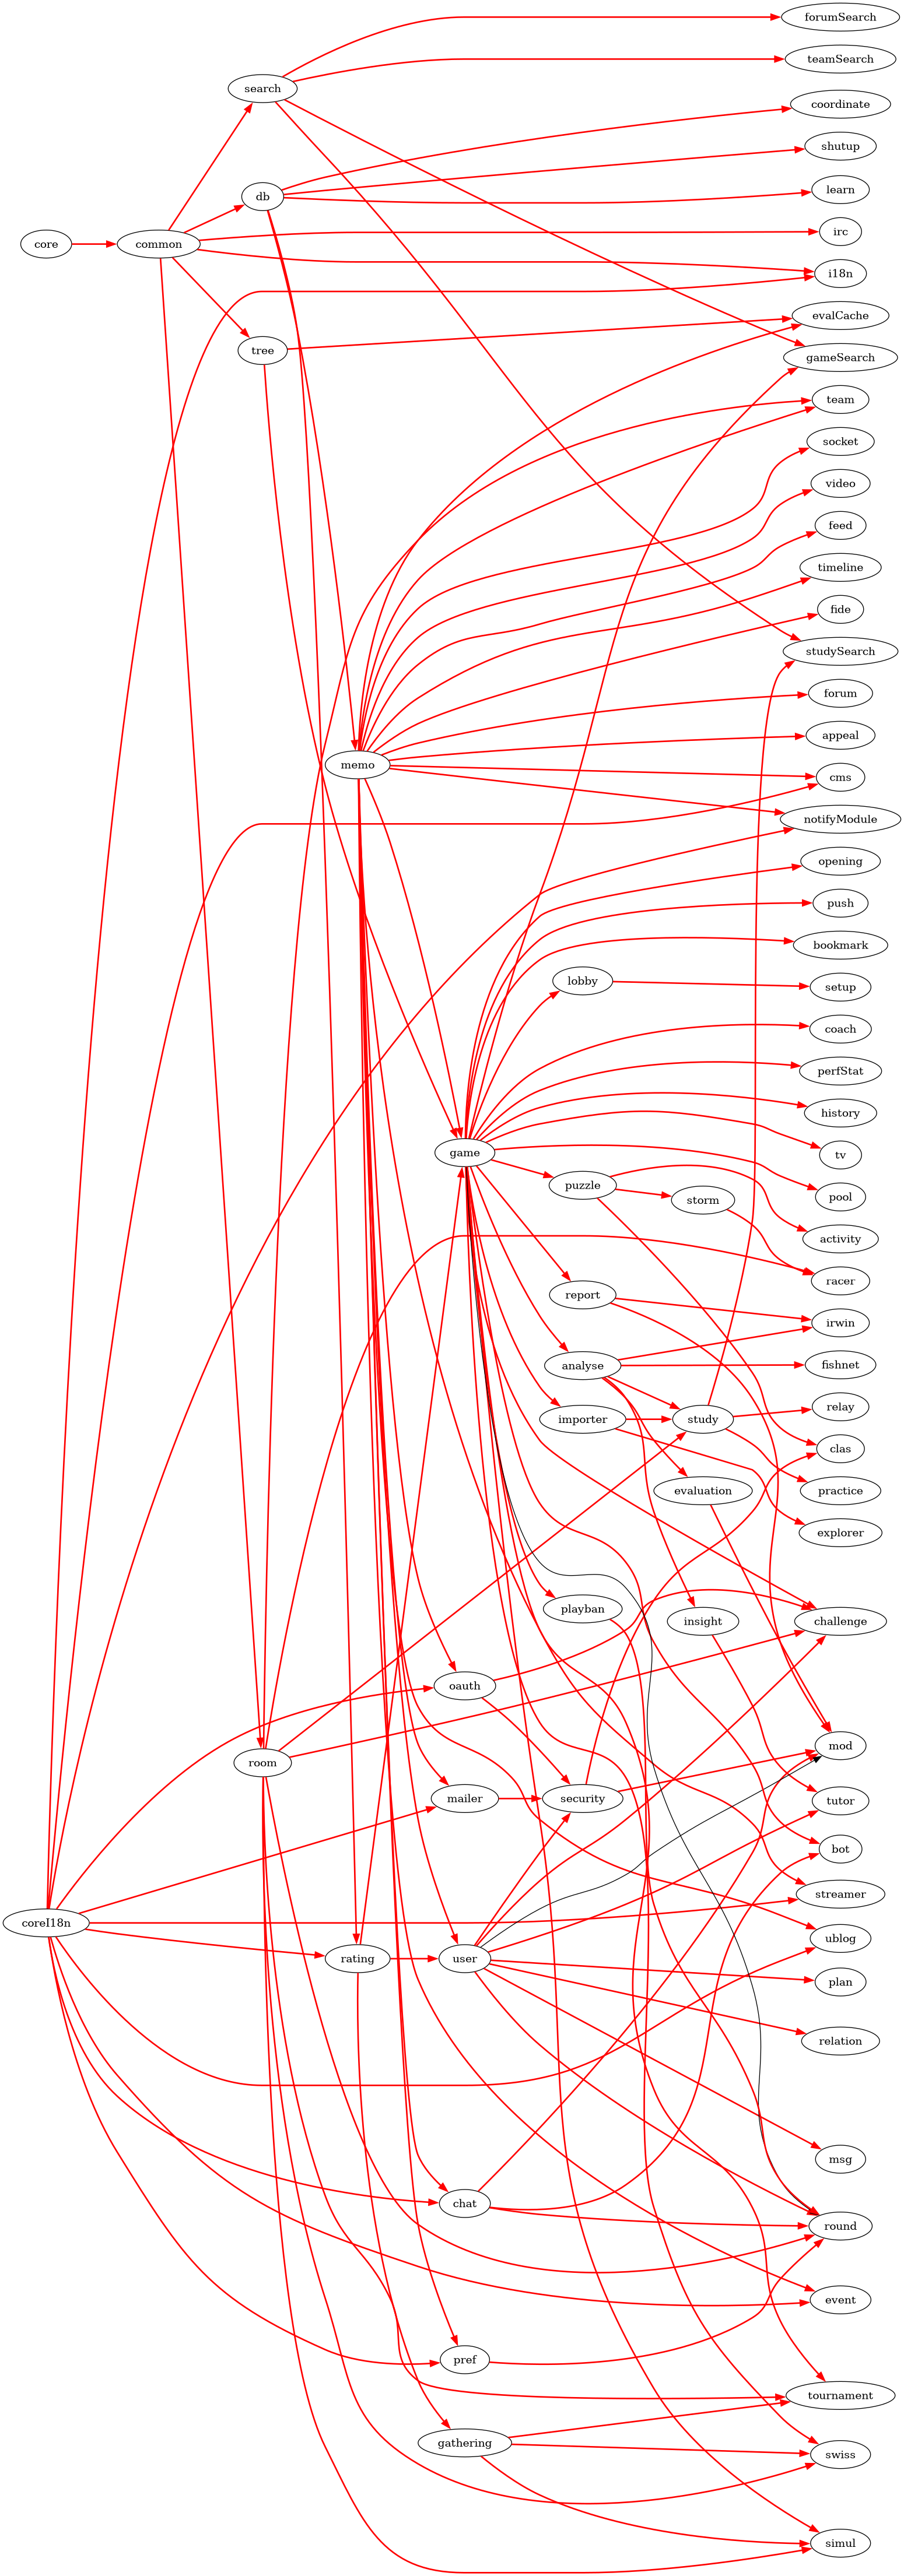 forumSearch
teamSearch
search
coordinate
shutup
db
learn
irc
core
common
i18n
evalCache
tree
gameSearch
team
socket
video
feed
timeline
fide
studySearch
forum
appeal
memo
cms
notifyModule
opening
push
bookmark
lobby
setup
coach
perfStat
history
game
tv
puzzle
pool
storm
activity
racer
report
irwin
analyse
fishnet
relay
importer
study
clas
evaluation
practice
explorer
playban
insight
challenge
oauth
mod
room
mailer
security
tutor
bot
streamer
coreI18n
ublog
rating
user
plan
relation
msg
chat
round
event
pref
tournament
gathering
swiss
simul